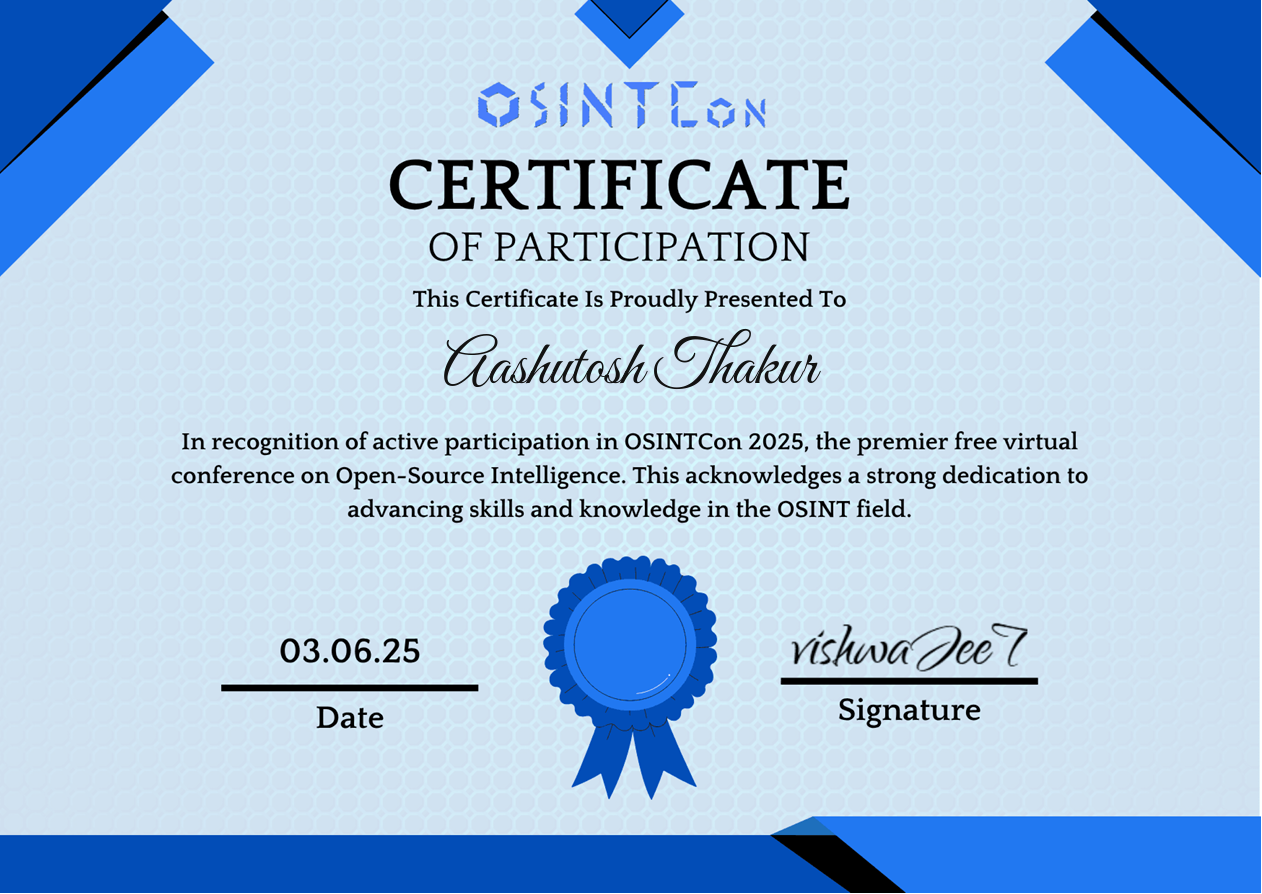 OSINTCon
CERTIFICATE
OF PARTICIPATION
This Certificate Is Proudly Presented To
Aashutosh Thakur
In recognition of active participation in OSINTCon 2025, the premier free virtual
conference on Open-Source Intelligence. This acknowledges a strong dedication to
advancing skills and knowledge in the OSINT field.
03.06.25
Date
vishwaJeeT
Signature